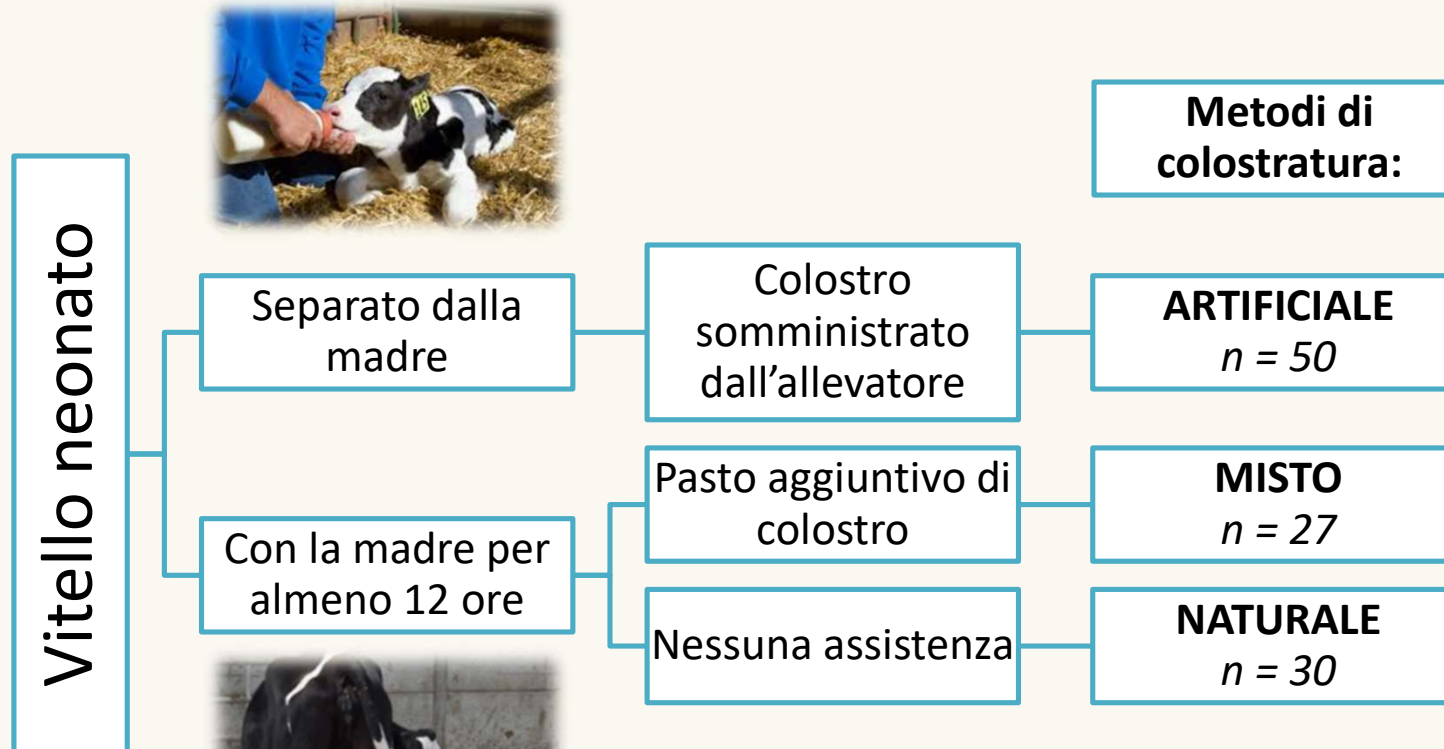 Vitello neonato
Separato dalla
madre
Con la madre per
almeno 12 ore
Colostro
somministrato
dall’allevatore
Pasto aggiuntivo di
colostro
Nessuna assistenza
Metodi di
colostratura:
ARTIFICIALE
n = 50
MISTO
n = 27
NATURALE
n = 30